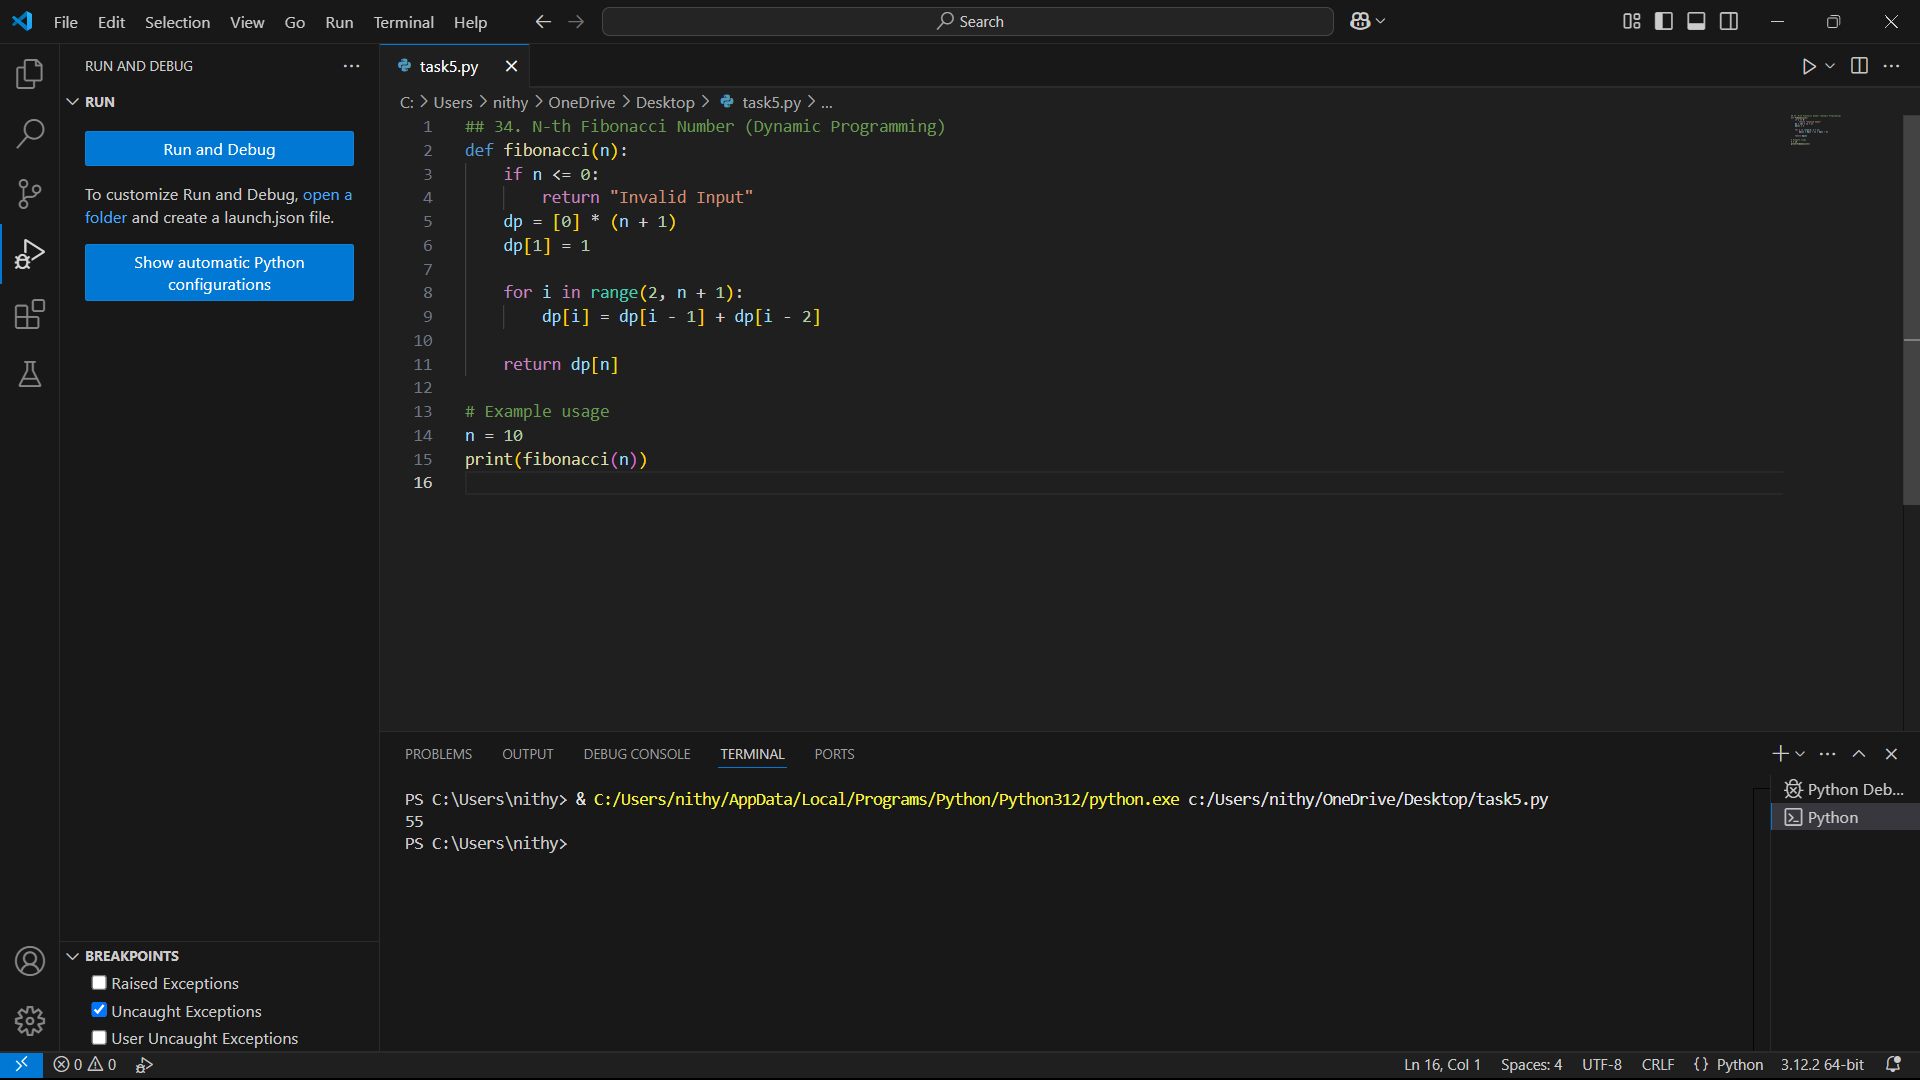 File Edit Selection View Go Run Terminal Help
Search
RUN AND DEBUG
RUN
Run and Debug
To customize Run and Debug, open a
folder and create a launch.json file.
Show automatic Python
configurations
task5.py
C: > Users > nithy > OneDrive > Desktop > task5.py > ...
1 ## 34. N-th Fibonacci Number (Dynamic Programming)
2 def fibonacci(n):
3     if n <= 0:
4         return "Invalid Input"
5     dp = [0] * (n + 1)
6     dp[1] = 1
7
8     for i in range(2, n + 1):
9         dp[i] = dp[i - 1] + dp[i - 2]
10
11     return dp[n]
12
13 # Example usage
14 n = 10
15 print(fibonacci(n))
16
PROBLEMS OUTPUT DEBUG CONSOLE TERMINAL PORTS
PS C:\Users\nithy> & C:/Users/nithy/AppData/Local/Programs/Python/Python312/python.exe c:/Users/nithy/OneDrive/Desktop/task5.py
55
PS C:\Users\nithy>
Python Deb...
Python
BREAKPOINTS
Raised Exceptions
Uncaught Exceptions
User Uncaught Exceptions
0 0
Ln 16, Col 1 Spaces: 4 UTF-8 CRLF {} Python 3.12.2 64-bit